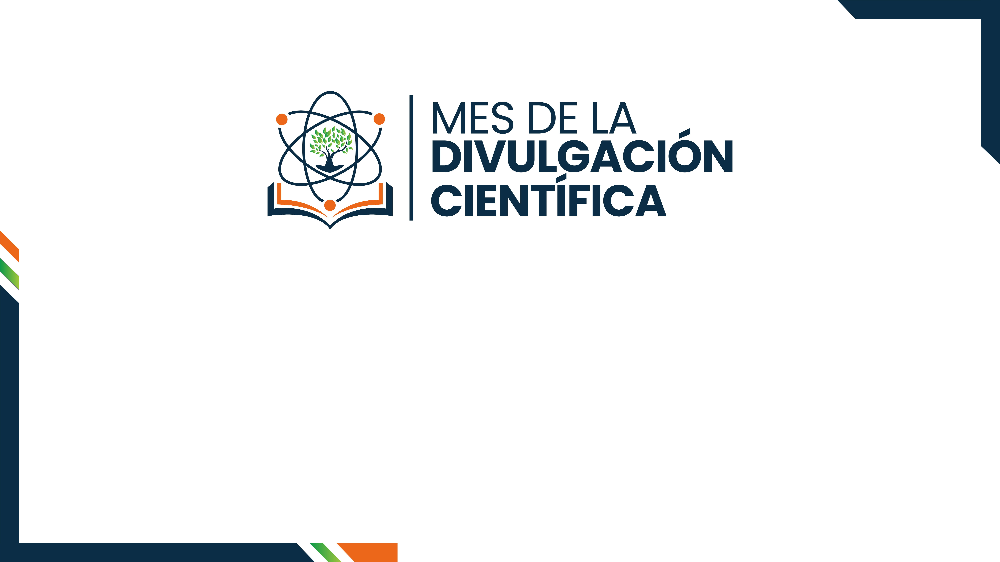 MES DE LA
DIVULGACIÓN
CIENTÍFICA